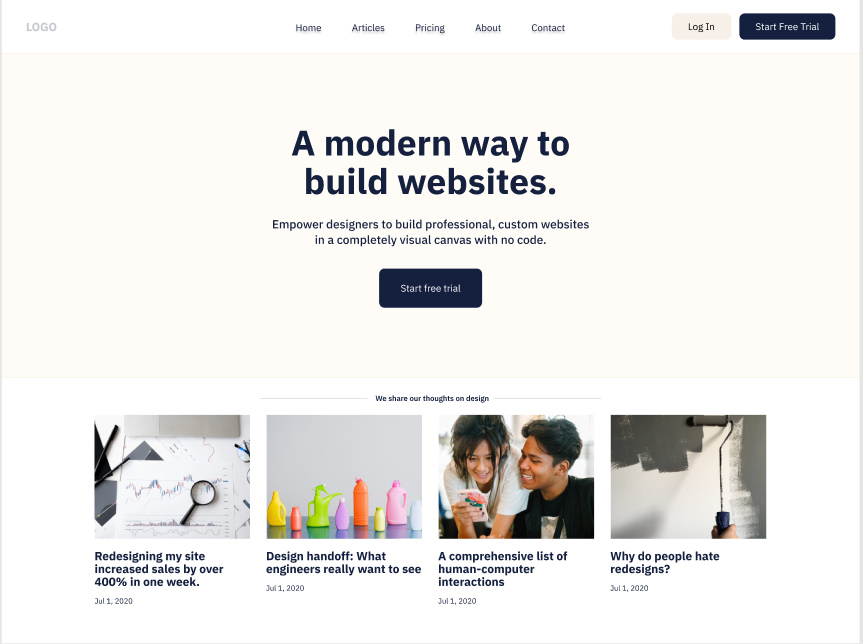 LOGO
Home
Articles
Pricing
About
Contact
Log In
Start Free Trial
A modern way to
build websites.
Empower designers to build professional, custom websites
in a completely visual canvas with no code.
Start free trial
We share our thoughts on design
Redesigning my site
increased sales by over
400% in one week.
Jul 1, 2020
Design handoff: What
engineers really want to see
Jul 1, 2020
A comprehensive list of
human-computer
interactions
Jul 1, 2020
Why do people hate
redesigns?
Jul 1, 2020